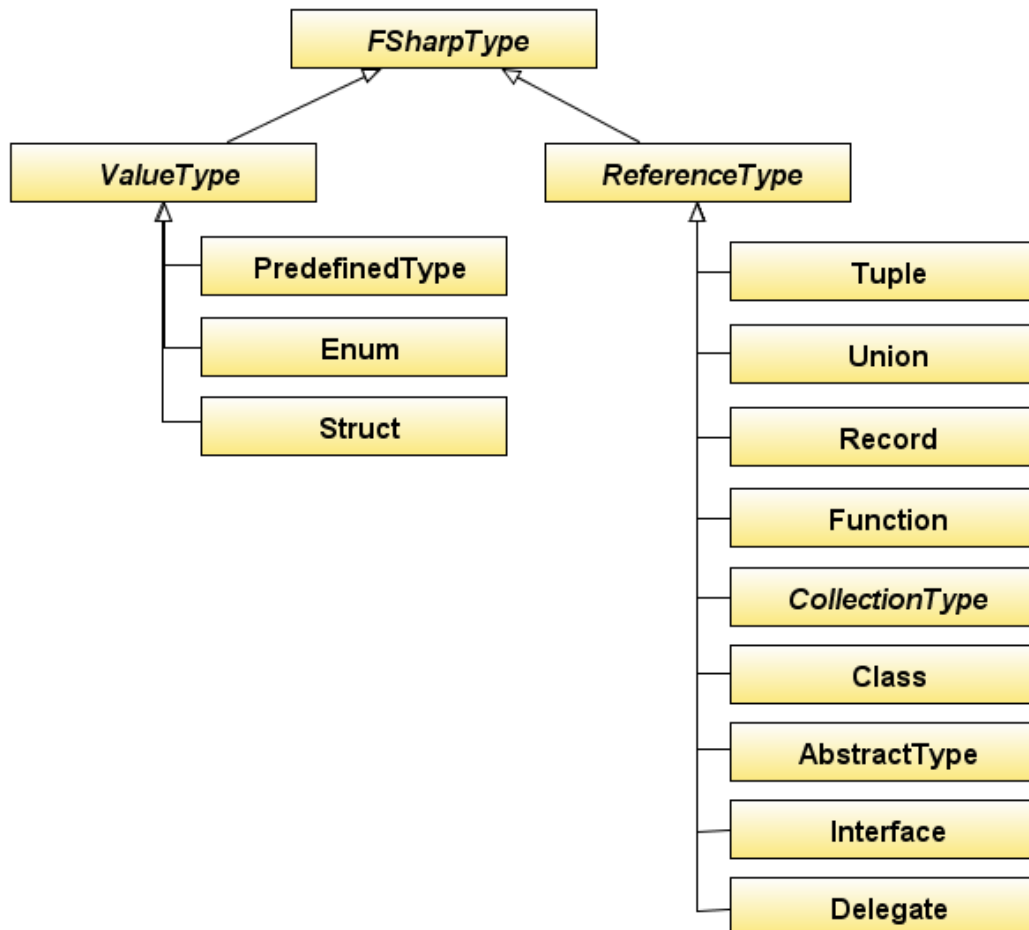 FSharpType
ValueType
ReferenceType
PredefinedType
Enum
Struct
Tuple
Union
Record
Function
CollectionType
Class
AbstractType
Interface
Delegate